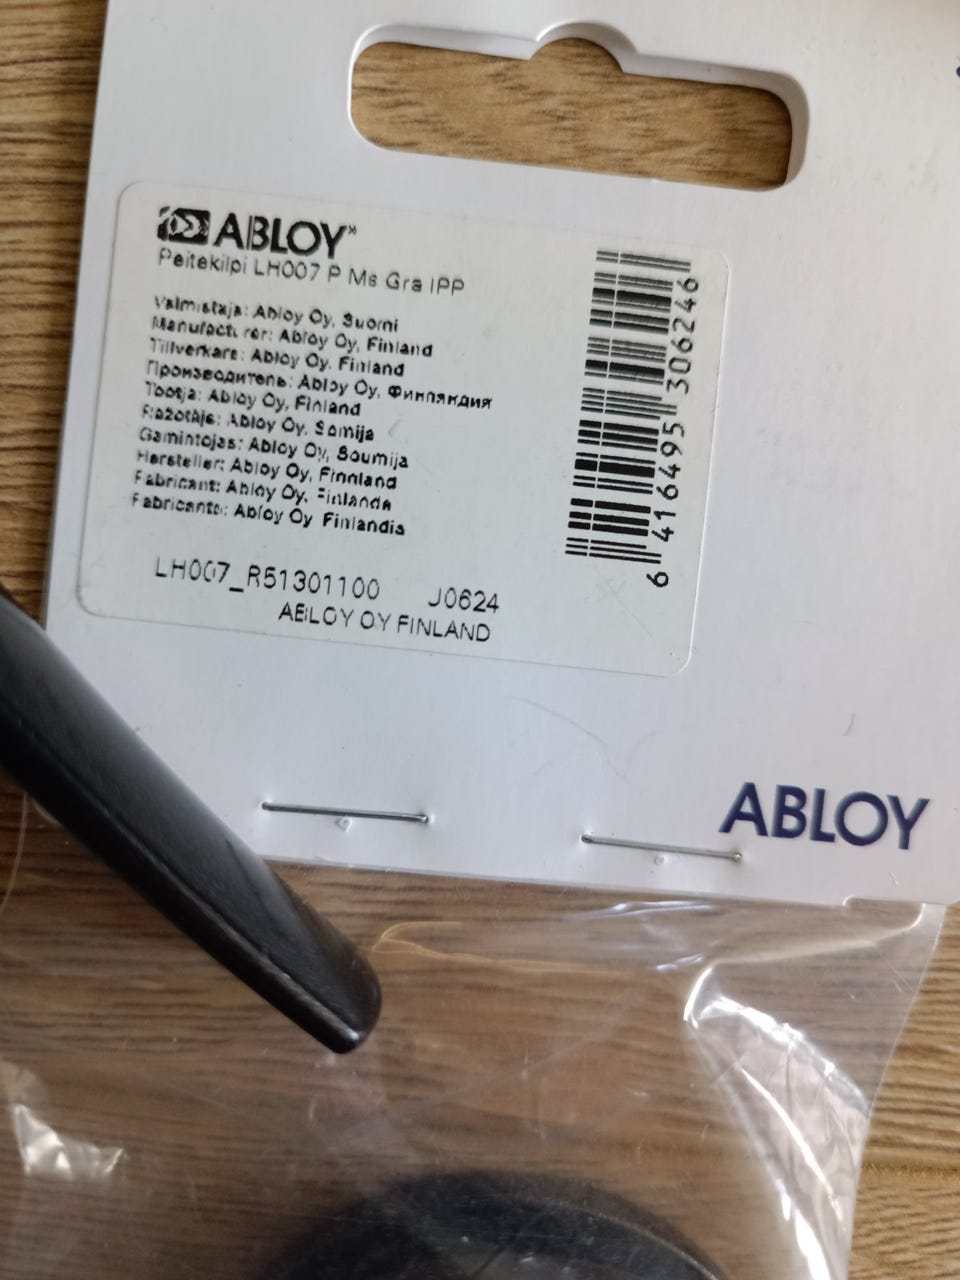 ABLOY®
Peitekilpi LH007 P Ms Gra IPP
Valmistaja: Abloy Oy, Suomi
Manufacturer: Abloy Oy, Finland
Tillverkare: Abloy Oy, Finland
Производитель: Abloy Oy, Финляндия
Tootja: Abloy Oy, Finland
Ražotājs: Abloy Oy, Somija
Gamintojas: Abloy Oy, Soumija
Hersteller: Abloy Oy, Finnland
Fabricant: Abloy Oy, Finlande
Fabricante: Abloy Oy Finlandia
LH007_R51301100 J0624
ABLOY OY FINLAND
6 416495 306246
ABLOY